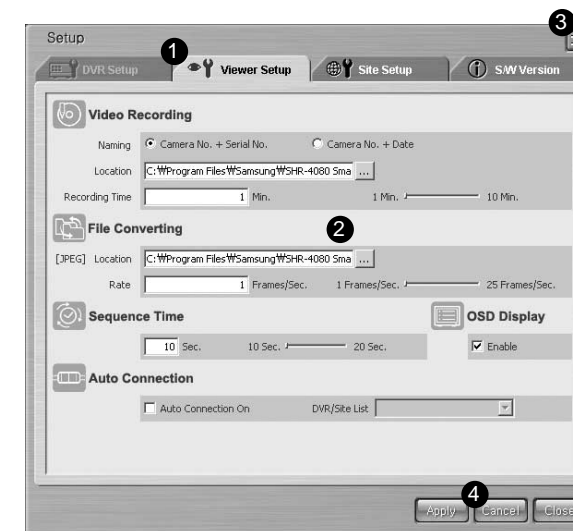 Setup
3
1
DVR Setup
Viewer Setup
Site Setup
S/W Version
Video Recording
Naming Camera No. + Serial No. Camera No. + Date
Location C:₩Program Files₩Samsung₩SHR-4080 Sma ...
Recording Time 1 Min. 1 Min. 10 Min.
File Converting 2
[JPEG] Location C:₩Program Files₩Samsung₩SHR-4080 Sma ...
Rate 1 Frames/Sec. 1 Frames/Sec. 25 Frames/Sec.
Sequence Time OSD Display
10 Sec. 10 Sec. 20 Sec. Enable
Auto Connection
Auto Connection On DVR/Site List
4
Apply Cancel Close